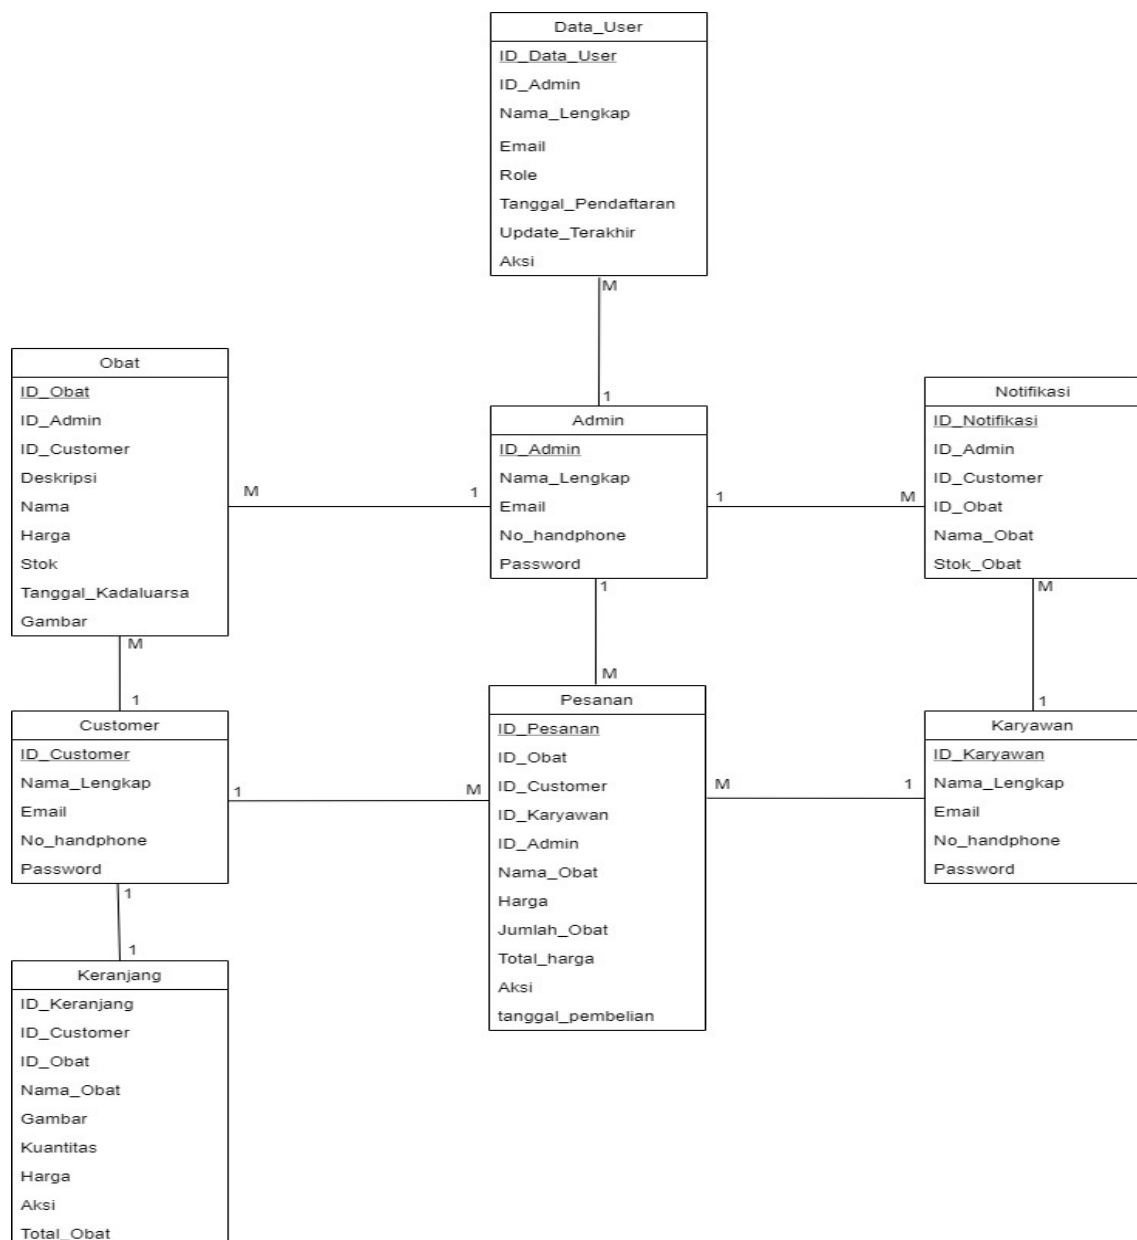 Data_User
ID_Data_User
ID_Admin
Nama_Lengkap
Email
Role
Tanggal_Pendaftaran
Update_Terakhir
Aksi
M
1
Obat
ID_Obat
ID_Admin
ID_Customer
Deskripsi
Nama
Harga
Stok
Tanggal_Kadaluarsa
Gambar
M
1
Admin
ID_Admin
Nama_Lengkap
Email
No_handphone
Password
1
M
Notifikasi
ID_Notifikasi
ID_Admin
ID_Customer
ID_Obat
Nama_Obat
Stok_Obat
M
1
1
M
M
1
Customer
ID_Customer
Nama_Lengkap
Email
No_handphone
Password
1
M
Pesanan
ID_Pesanan
ID_Obat
ID_Customer
ID_Karyawan
ID_Admin
Nama_Obat
Harga
Jumlah_Obat
Total_harga
Aksi
tanggal_pembelian
M
1
Karyawan
ID_Karyawan
Nama_Lengkap
Email
No_handphone
Password
1
1
Keranjang
ID_Keranjang
ID_Customer
ID_Obat
Nama_Obat
Gambar
Kuantitas
Harga
Aksi
Total_Obat